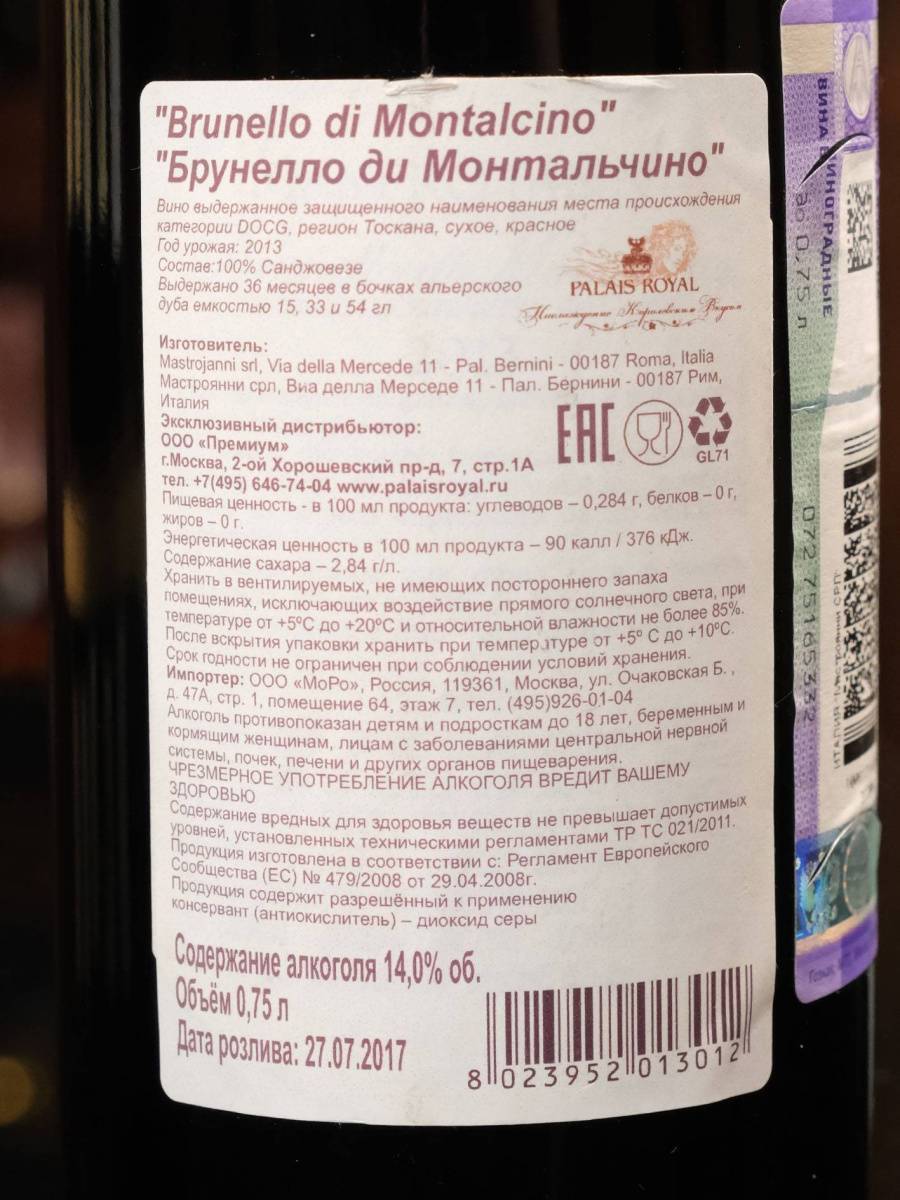 "Brunello di Montalcino"
"Брунелло ди Монтальчино"
Вино выдержанное защищенного наименования места происхождения
категории DOCG, регион Тоскана, сухое, красное
Год урожая: 2013
Состав:100% Санджовезе
Выдержано 36 месяцев в бочках альерского
дуба емкостью 15, 33 и 54 гл
PALAIS ROYAL
Наслаждение Королевским Вкусом
Изготовитель:
Mastrojanni srl, Via della Mercede 11 - Pal. Bernini - 00187 Roma, Italia
Мастроянни срл, Виа делла Мерседе 11 - Пал. Бернини - 00187 Рим,
Италия
Эксклюзивный дистрибьютор:
ООО «Премиум»
г.Москва, 2-ой Хорошевский пр-д, 7, стр.1А
тел. +7(495) 646-74-04 www.palaisroyal.ru
EAC
GL71
Пищевая ценность - в 100 мл продукта: углеводов – 0,284 г, белков – 0 г,
жиров – 0 г.
Энергетическая ценность в 100 мл продукта – 90 калл / 376 кДж.
Содержание сахара – 2,84 г/л.
Хранить в вентилируемых, не имеющих постороннего запаха
помещениях, исключающих воздействие прямого солнечного света, при
температуре от +5ºС до +20ºС и относительной влажности не более 85%.
После вскрытия упаковки хранить при температуре от +5º С до +10ºС.
Срок годности не ограничен при соблюдении условий хранения.
Импортер: ООО «МоРо», Россия, 119361, Москва, ул. Очаковская Б. ,
д. 47А, стр. 1, помещение 64, этаж 7, тел. (495)926-01-04
Алкоголь противопоказан детям и подросткам до 18 лет, беременным и
кормящим женщинам, лицам с заболеваниями центральной нервной
системы, почек, печени и других органов пищеварения.
ЧРЕЗМЕРНОЕ УПОТРЕБЛЕНИЕ АЛКОГОЛЯ ВРЕДИТ ВАШЕМУ
ЗДОРОВЬЮ
Содержание вредных для здоровья веществ не превышает допустимых
уровней, установленных техническими регламентами ТР ТС 021/2011.
Продукция изготовлена в соответствии с: Регламент Европейского
Сообщества (ЕС) № 479/2008 от 29.04.2008г.
Продукция содержит разрешённый к применению
консервант (антиокислитель) – диоксид серы
Содержание алкоголя 14,0% об.
Объём 0,75 л
Дата розлива: 27.07.2017
8 023952 013012
ВИНА ВИНОГРАДНЫЕ
до 0,75 л
072 75165332
ИТАЛИЯ